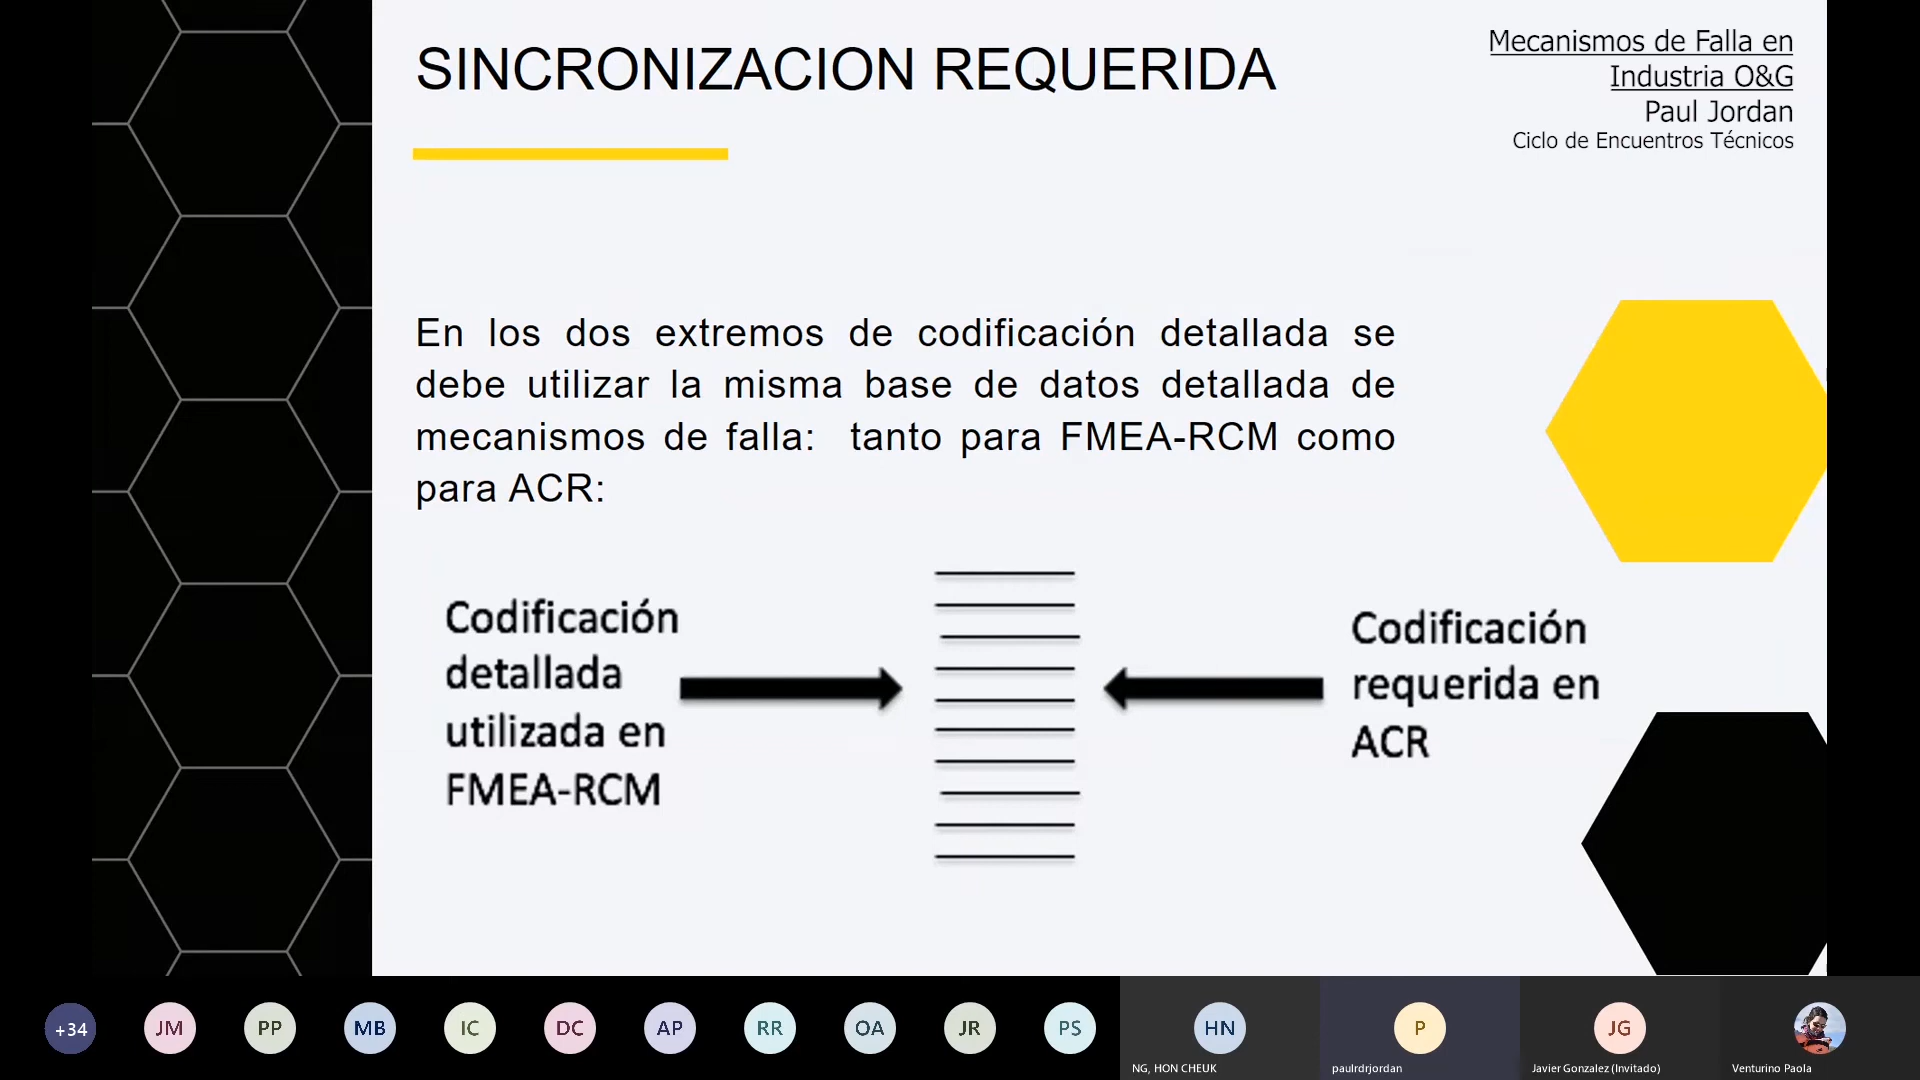 SINCRONIZACION REQUERIDA
Mecanismos de Falla en
Industria O&G
Paul Jordan
Ciclo de Encuentros Técnicos
En los dos extremos de codificación detallada se
debe utilizar la misma base de datos detallada de
mecanismos de falla: tanto para FMEA-RCM como
para ACR:
Codificación
detallada
utilizada en
FMEA-RCM
Codificación
requerida en
ACR
+34
JM
PP
MB
IC
DC
AP
RR
OA
JR
PS
HN
P
JG
NG, HON CHEUK
paulrdrjordan
Javier Gonzalez (Invitado)
Venturino Paola